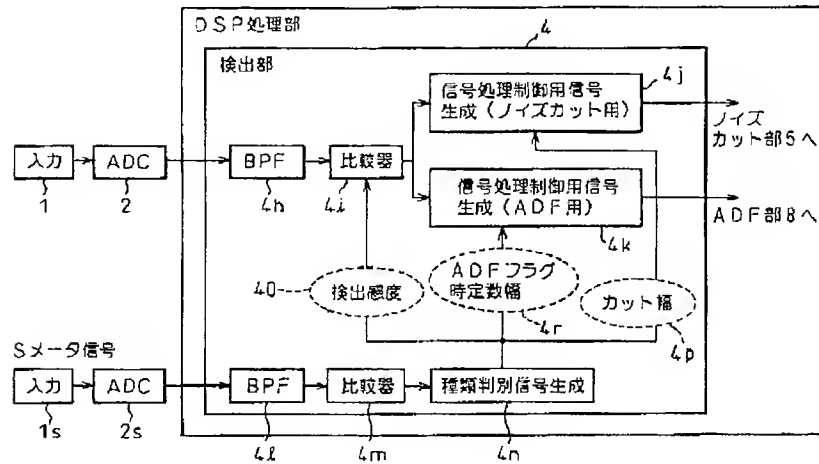 DSP処理部
4
検出部
信号処理制御用信号
生成(ノイズカット用)
4j
ノイズ
カット部5へ
入力
ADC
BPF
比較器
1
2
4h
4i
信号処理制御用信号
生成(ADF用)
ADF部8へ
4k
4o
検出感度
ADFフラグ
時定数幅
4r
カット幅
4p
Sメータ信号
入力
ADC
BPF
比較器
種類判別信号生成
1s
2s
4l
4m
4n